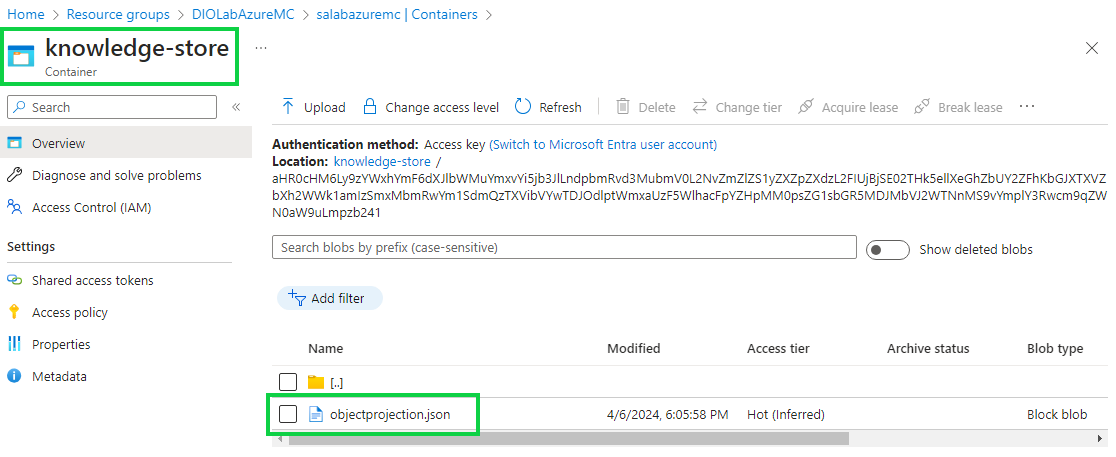 Home > Resource groups > DIOLabAzureMC > salabazuremc | Containers >
knowledge-store ...
Container
Search «
Overview
Diagnose and solve problems
Access Control (IAM)
Settings
Shared access tokens
Access policy
Properties
Metadata
Upload Change access level Refresh Delete Change tier Acquire lease Break lease ...
Authentication method: Access key (Switch to Microsoft Entra user account)
Location: knowledge-store /
aHR0cHM6Ly9zYWxhYmF6dXJlbWMuYmxvYi5jb3JlLndpbmRvd3MubmV0L2NvZmZlZS1yZXZpZXdzL2FIUjBjSE02THk5ellXeGhZbUY2ZFhKbGJXTXVZ
bXh2WWk1amIzSmxMbmRwYm1SdmQzTXVibVYwTDJOdlptWmxaUzF5WlhacFpYZHpMM0psZG1sbGR5MDJMbVJ2WTNnMS9vYmplY3Rwcm9qZW
N0aW9uLmpzb241
Search blobs by prefix (case-sensitive)
Show deleted blobs
Add filter
Name Modified Access tier Archive status Blob type
[..]
objectprojection.json 4/6/2024, 6:05:58 PM Hot (Inferred) Block blob